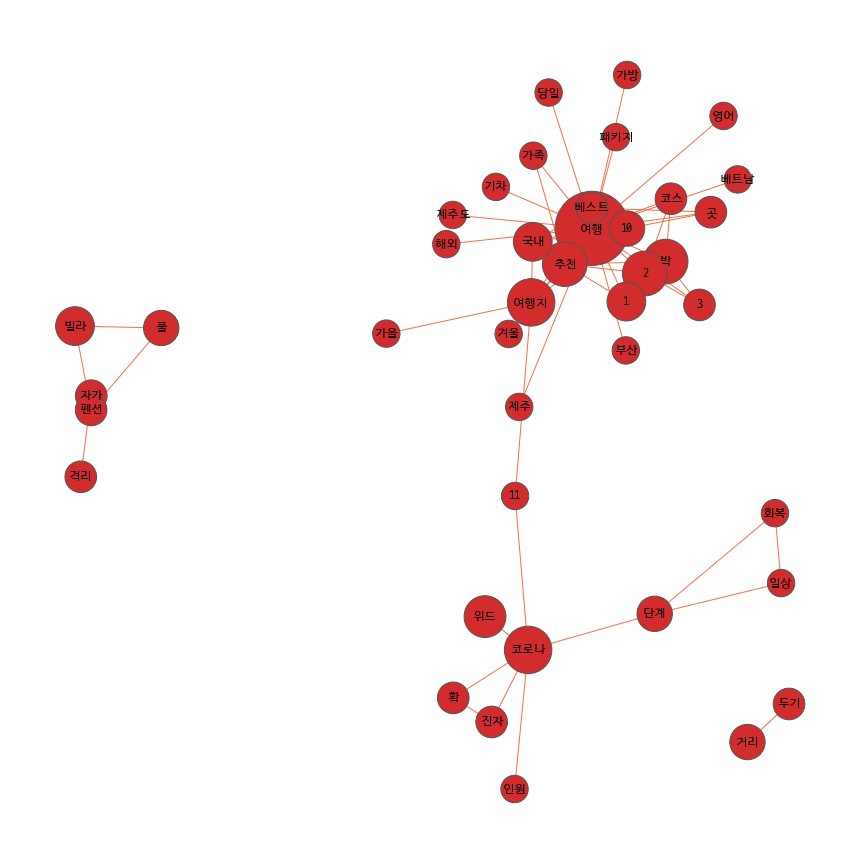 가방
당일
영어
패키지
가족
베트남
기차
코스
베스트
곳
제주도
여행
10
국내
해외
추천
박
2
여행지
1
3
빌라
풀
가을
겨울
부산
자가
펜션
제주
격리
11
회복
일상
위드
단계
코로나
확
두기
진자
거리
인원